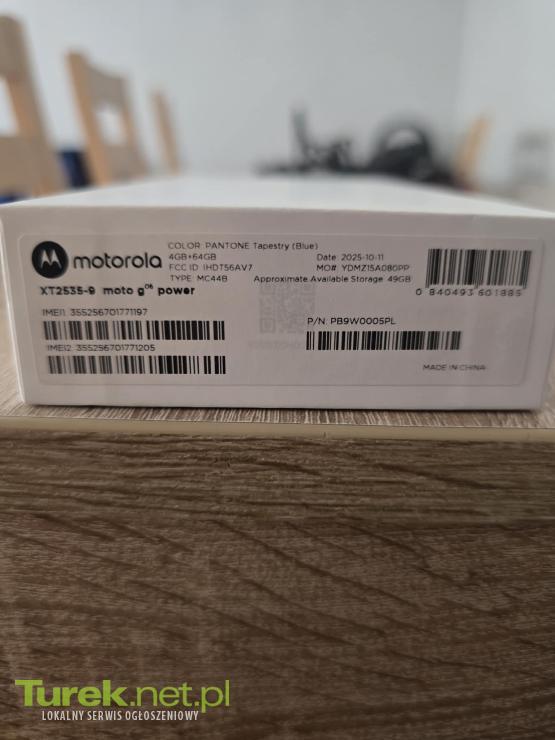 motorola
COLOR: PANTONE Tapestry (Blue)
4GB+64GB
FCC ID: IHDT56AV7
TYPE: MC44B
Date: 2025-10-11
MO#: YDMZ15A080PP
Approximate Available Storage: 49GB
0 840493 601885
XT2535-9 moto g06 power
IMEI1: 355256701771197
IMEI2: 355256701771205
P/N: PB9W0005PL
MADE IN CHINA
Turek.net.pl
LOKALNY SERWIS OGŁOSZENIOWY